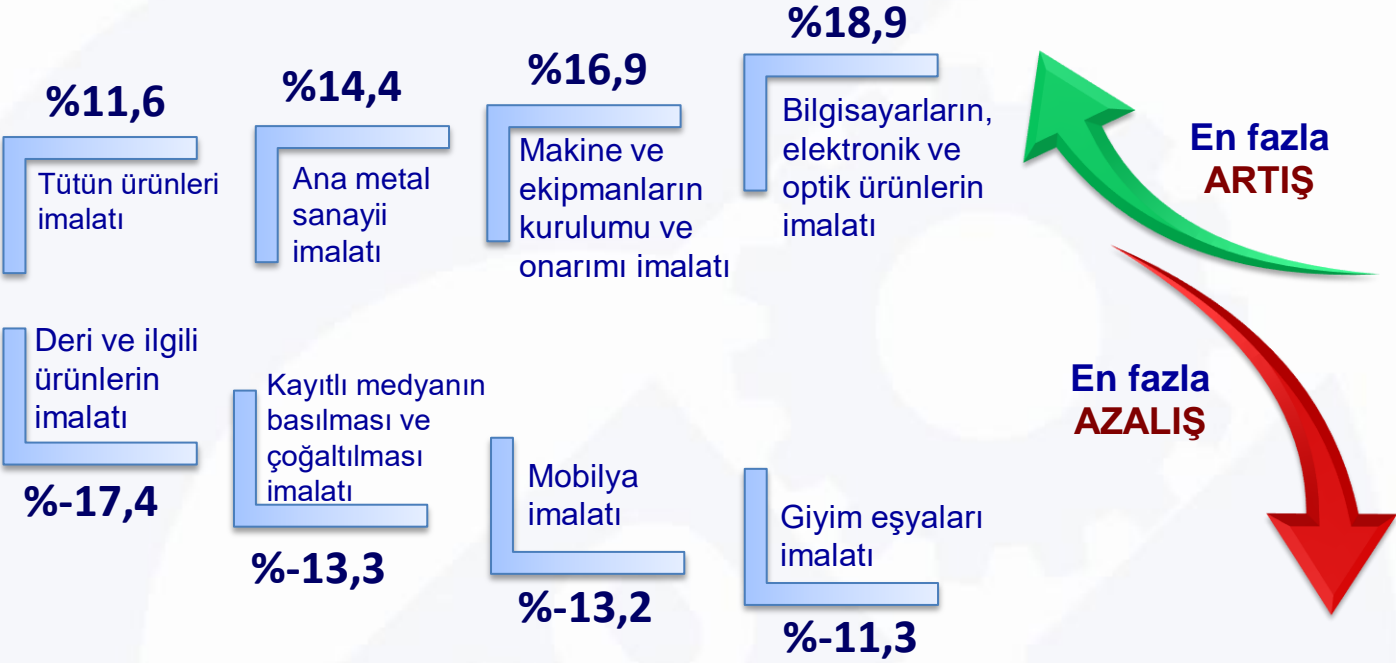 %11,6
Tütün ürünleri
imalatı
%14,4
Ana metal
sanayii
imalatı
%16,9
Makine ve
ekipmanların
kurulumu ve
onarımı imalatı
%18,9
Bilgisayarların,
elektronik ve
optik ürünlerin
imalatı
En fazla
ARTIŞ
Deri ve ilgili
ürünlerin
imalatı
%-17,4
Kayıtlı medyanın
basılması ve
çoğaltılması
imalatı
%-13,3
Mobilya
imalatı
%-13,2
Giyim eşyaları
imalatı
%-11,3
En fazla
AZALIŞ